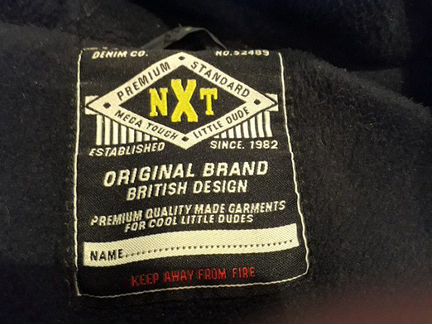 DENIM CO. NO.52489
PREMIUM STANDARD
NXT
MEGA TOUGH LITTLE DUDE
ESTABLISHED SINCE. 1982
ORIGINAL BRAND
BRITISH DESIGN
PREMIUM QUALITY MADE GARMENTS
FOR COOL LITTLE DUDES
NAME..............................
KEEP AWAY FROM FIRE